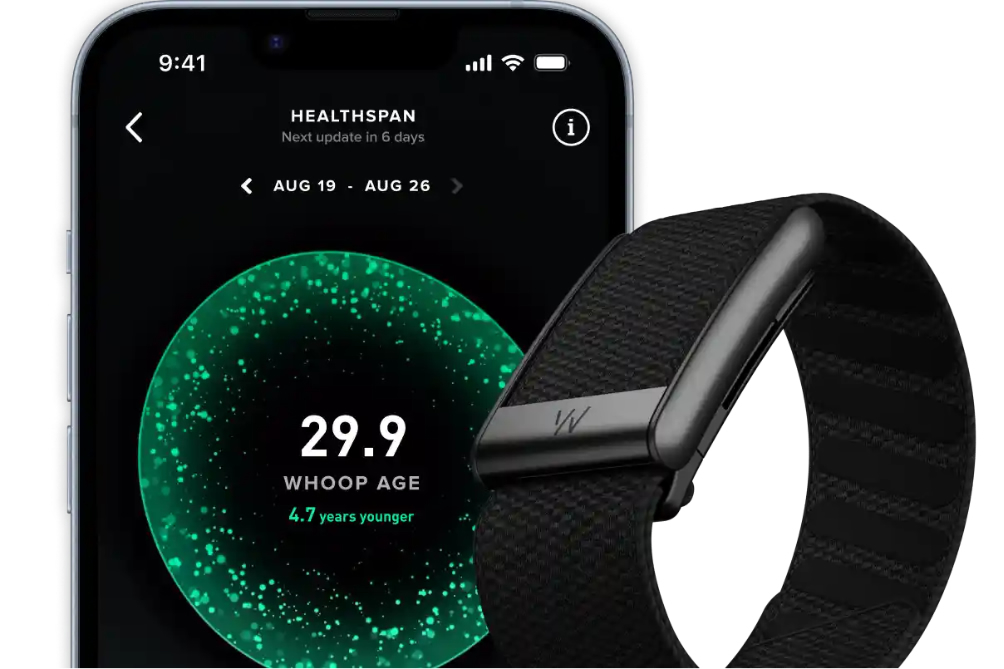 9:41
HEALTHSPAN
Next update in 6 days
AUG 19 - AUG 26
29.9
WHOOP AGE
4.7 years younger
W